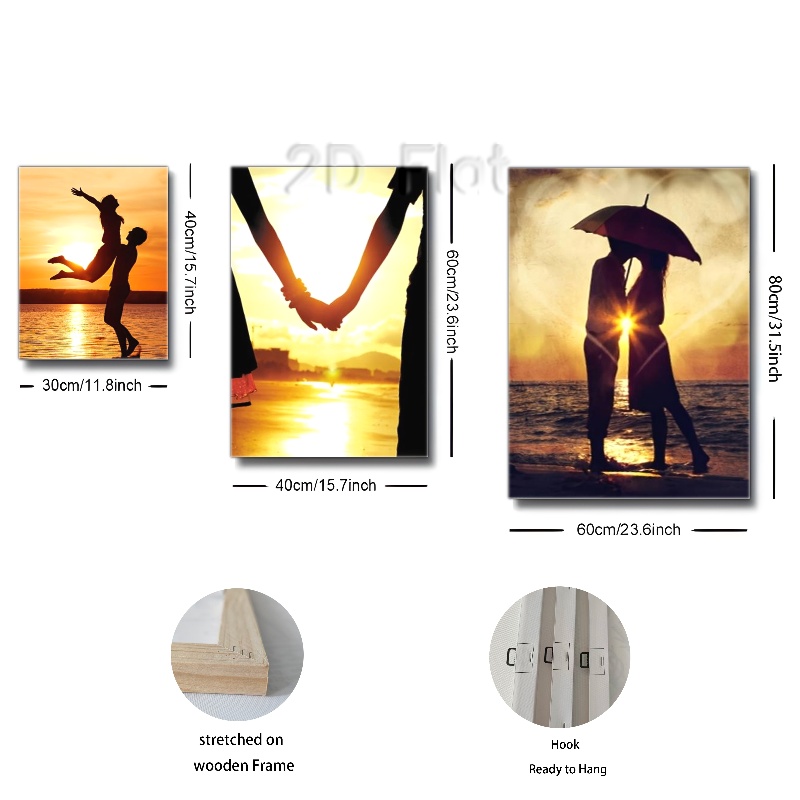 2D Flat
40cm/15.7inch
30cm/11.8inch
60cm/23.6inch
40cm/15.7inch
80cm/31.5inch
60cm/23.6inch
stretched on
wooden Frame
Hook
Ready to Hang